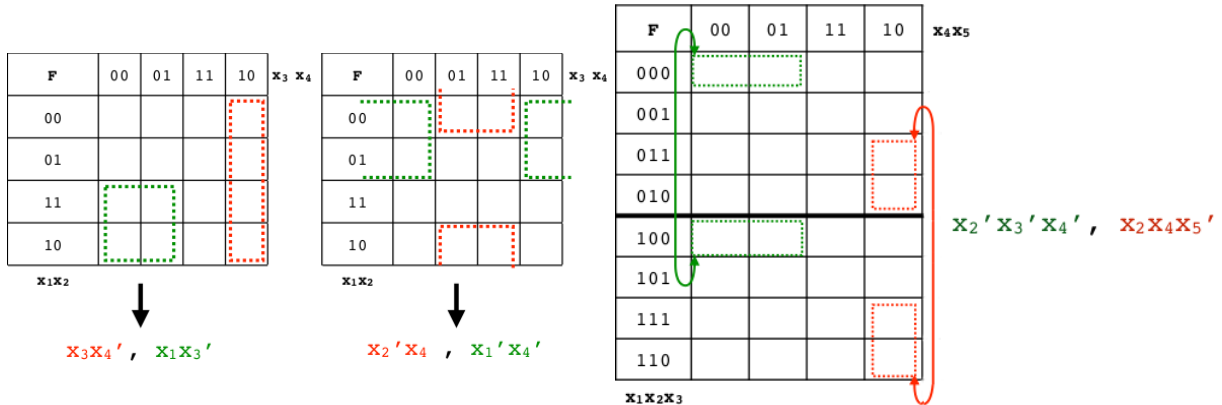 F 00 01 11 10 x₃ x₄
00
01
11
10
x₁x₂
x₃x₄', x₁x₃'
F 00 01 11 10 x₃ x₄
00
01
11
10
x₁x₂
x₂'x₄ , x₁'x₄'
F 00 01 11 10 x₄x₅
000
001
011
010
100
101
111
110
x₁x₂x₃
x₂'x₃'x₄', x₂x₄x₅'